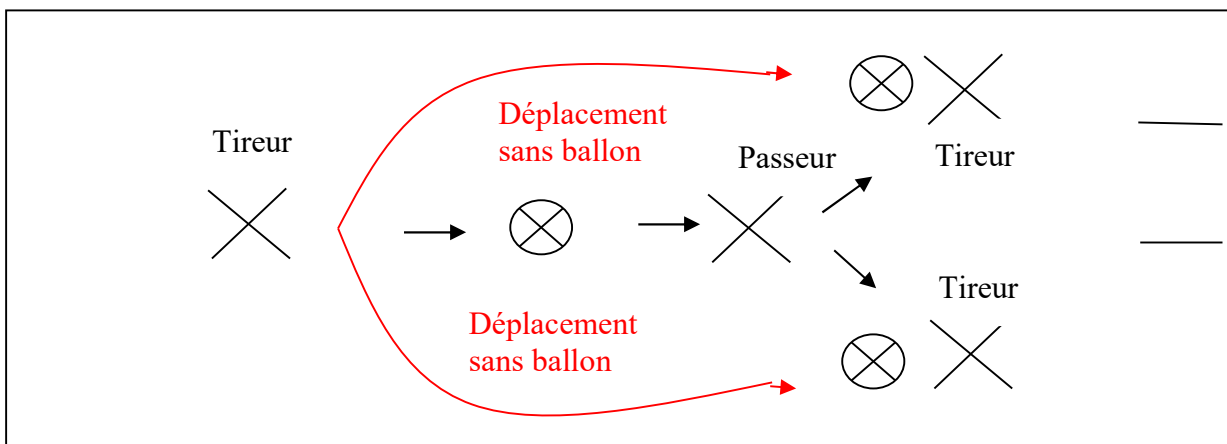 Déplacement
sans ballon
Tireur
Passeur
Tireur
Tireur
Déplacement
sans ballon